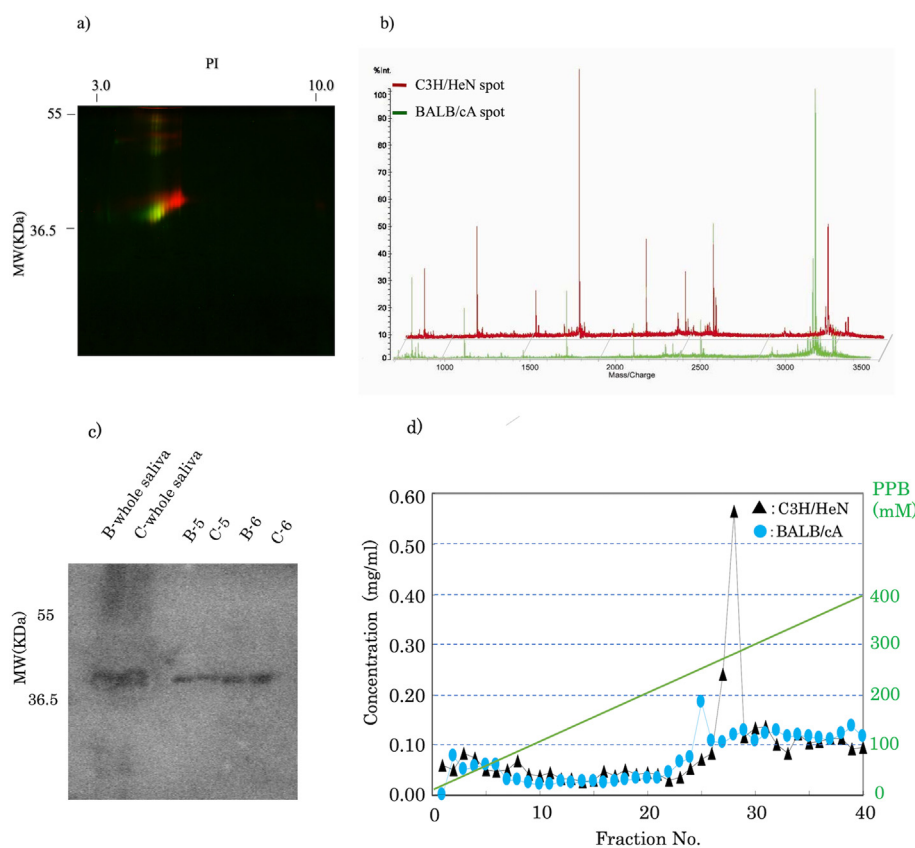 a)
PI
3.0 10.0
55
36.5
MW(KDa)
b)
%Int.
C3H/HeN spot
BALB/cA spot
100
90
80
70
60
50
40
30
20
10
0
1000 1500 2000 2500 3000 3500
Mass/Charge
c)
B-whole saliva
C-whole saliva
B-5
C-5
B-6
C-6
55
36.5
MW(KDa)
d)
0.60
0.50
0.40
0.30
0.20
0.10
0.00
Concentration (mg/ml)
▲: C3H/HeN
●: BALB/cA
PPB
(mM)
400
300
200
100
0
0 10 20 30 40
Fraction No.